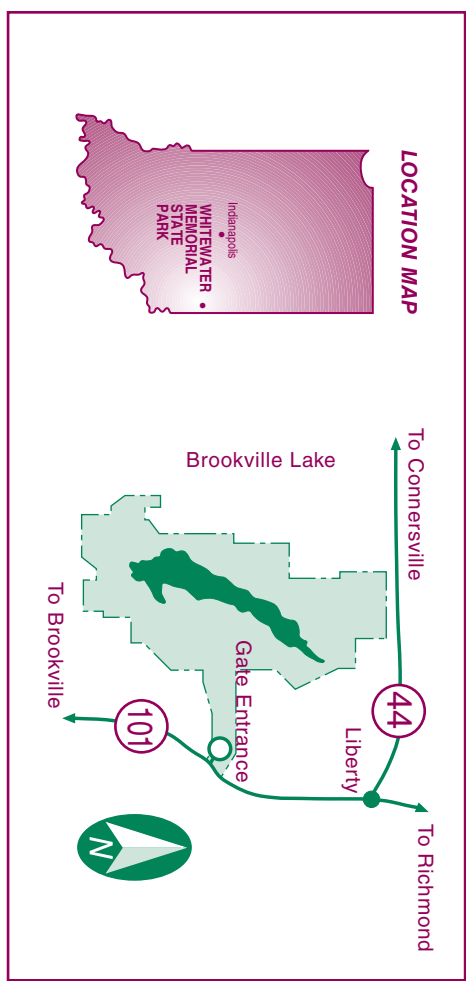 LOCATION MAP
Indianapolis
WHITEWATER
MEMORIAL
STATE
PARK
To Connersville
44
Liberty
To Richmond
Brookville Lake
Gate Entrance
To Brookville
101
N